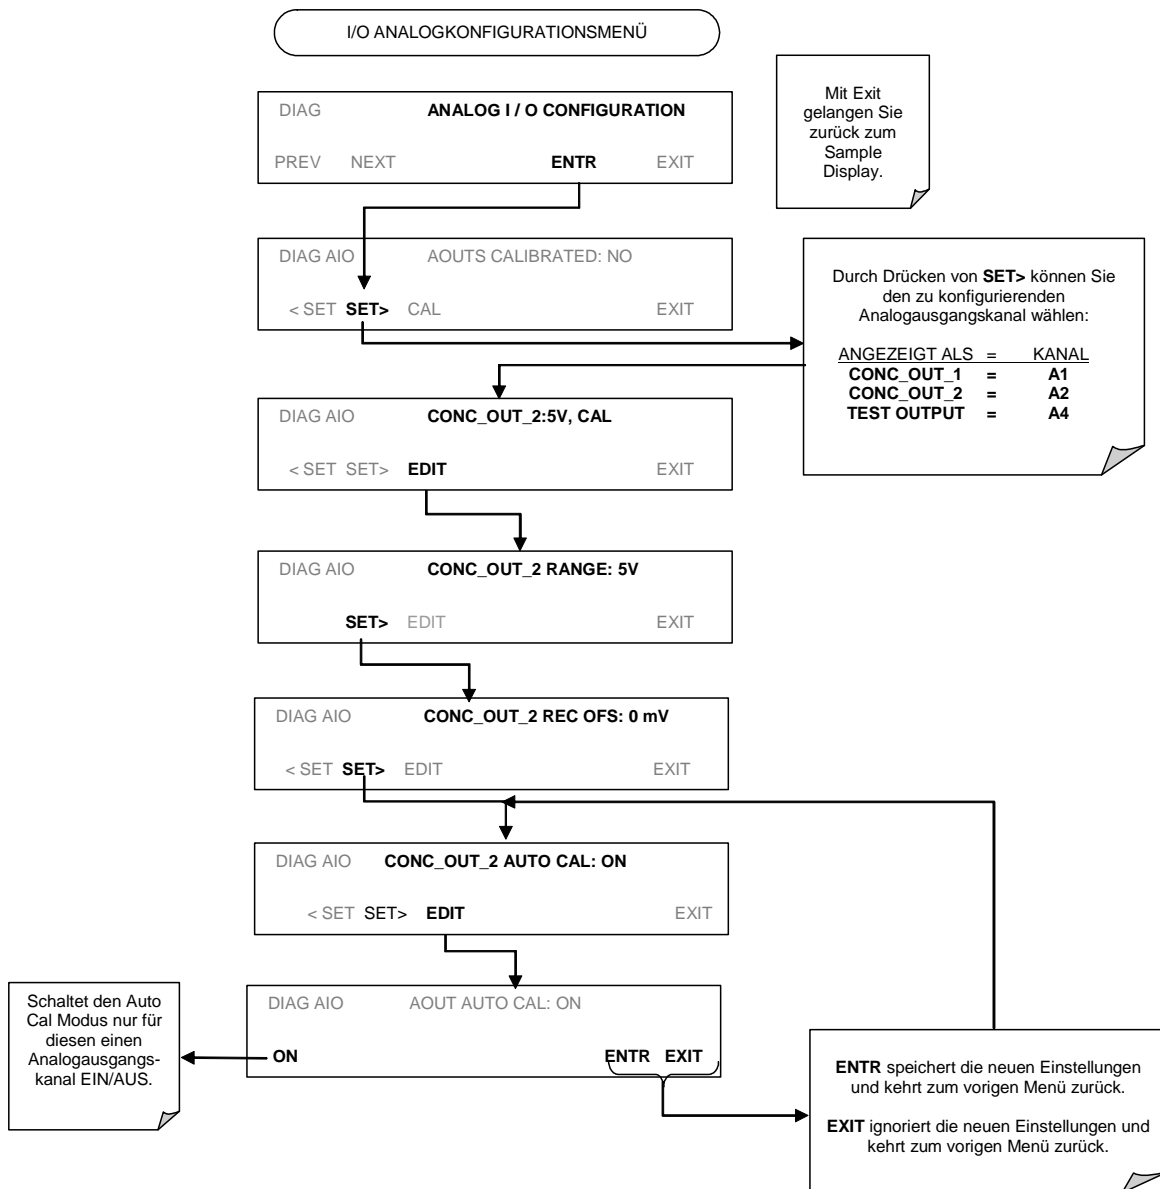 I/O ANALOGKONFIGURATIONSMENÜ
Mit Exit
gelangen Sie
zurück zum
Sample
Display.
DIAG ANALOG I / O CONFIGURATION
PREV NEXT ENTR EXIT
DIAG AIO AOUTS CALIBRATED: NO
< SET SET> CAL EXIT
Durch Drücken von SET> können Sie
den zu konfigurierenden
Analogausgangskanal wählen:
ANGEZEIGT ALS = KANAL
CONC_OUT_1 = A1
CONC_OUT_2 = A2
TEST OUTPUT = A4
DIAG AIO CONC_OUT_2:5V, CAL
< SET SET> EDIT EXIT
DIAG AIO CONC_OUT_2 RANGE: 5V
SET> EDIT EXIT
DIAG AIO CONC_OUT_2 REC OFS: 0 mV
< SET SET> EDIT EXIT
DIAG AIO CONC_OUT_2 AUTO CAL: ON
< SET SET> EDIT EXIT
DIAG AIO AOUT AUTO CAL: ON
ON ENTR EXIT
Schaltet den Auto
Cal Modus nur für
diesen einen
Analogausgangs-
kanal EIN/AUS.
ENTR speichert die neuen Einstellungen
und kehrt zum vorigen Menü zurück.
EXIT ignoriert die neuen Einstellungen und
kehrt zum vorigen Menü zurück.